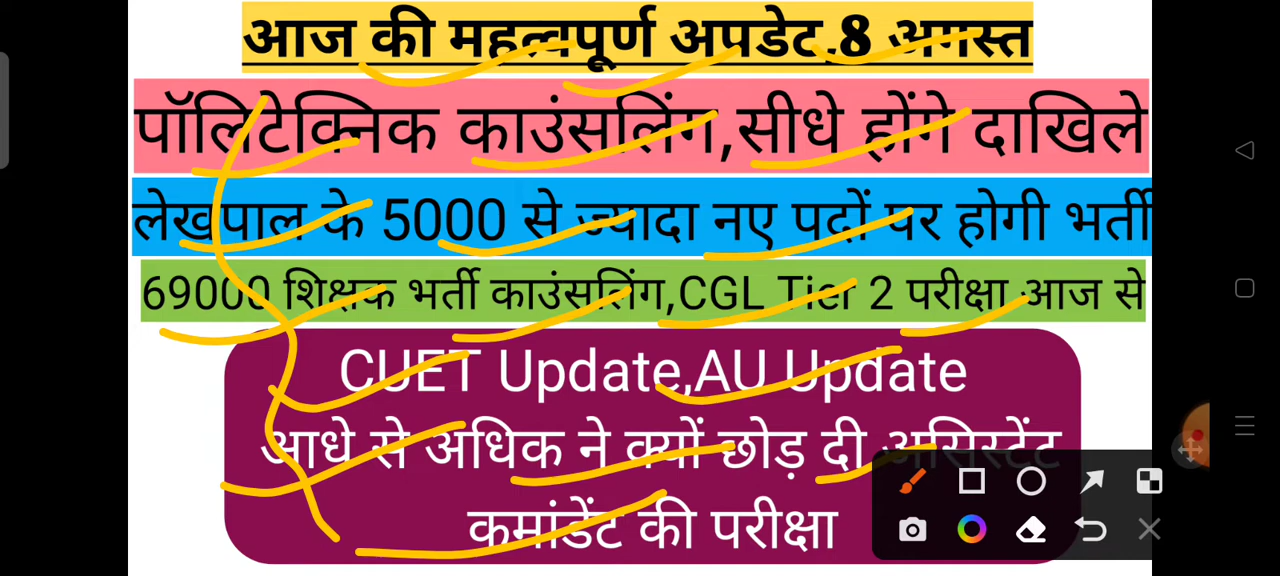 आज की महत्वपूर्ण अपडेट,8 अगस्त
पॉलिटेक्निक काउंसलिंग,सीधे होंगे दाखिले
लेखपाल के 5000 से ज्यादा नए पदों पर होगी भर्ती
69000 शिक्षक भर्ती काउंसलिंग,CGL Tier 2 परीक्षा आज से
CUET Update,AU Update
आधे से अधिक ने क्यों छोड़ दी असिस्टेंट
कमांडेंट की परीक्षा